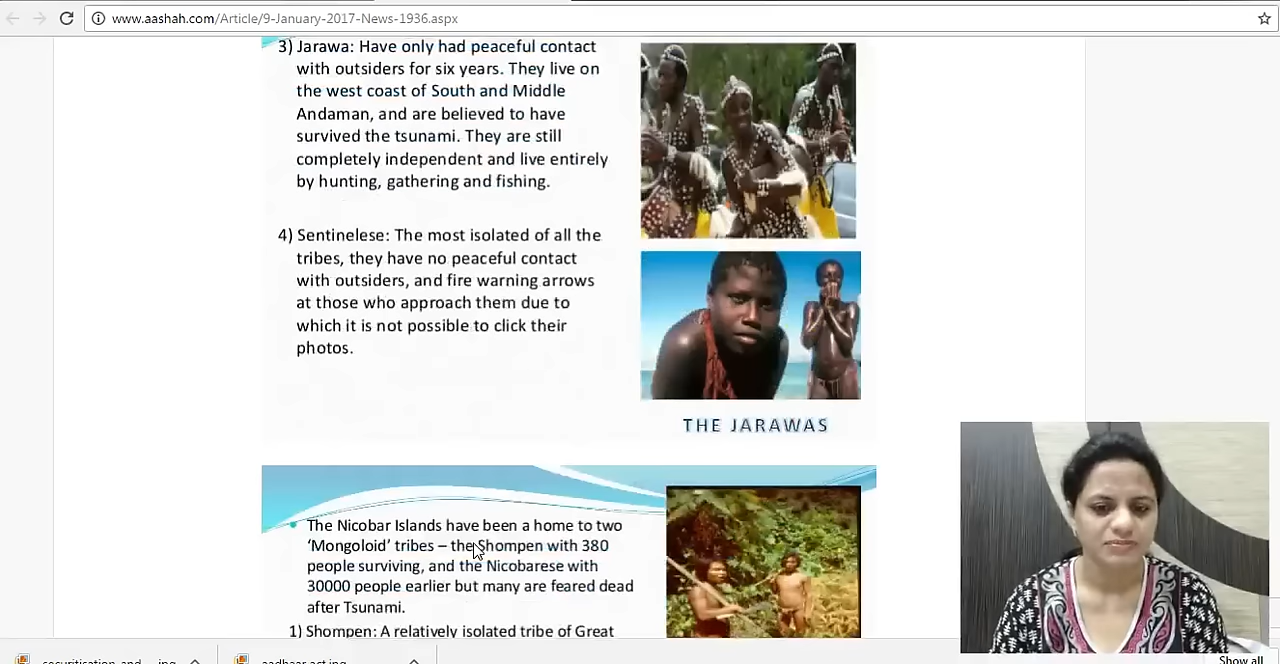 www.aashah.com/Article/9-January-2017-News-1936.aspx
3) Jarawa: Have only had peaceful contact
with outsiders for six years. They live on
the west coast of South and Middle
Andaman, and are believed to have
survived the tsunami. They are still
completely independent and live entirely
by hunting, gathering and fishing.
4) Sentinelese: The most isolated of all the
tribes, they have no peaceful contact
with outsiders, and fire warning arrows
at those who approach them due to
which it is not possible to click their
photos.
THE JARAWAS
The Nicobar Islands have been a home to two
‘Mongoloid’ tribes – the Shompen with 380
people surviving, and the Nicobarese with
30000 people earlier but many are feared dead
after Tsunami.
1) Shompen: A relatively isolated tribe of Great
Show all